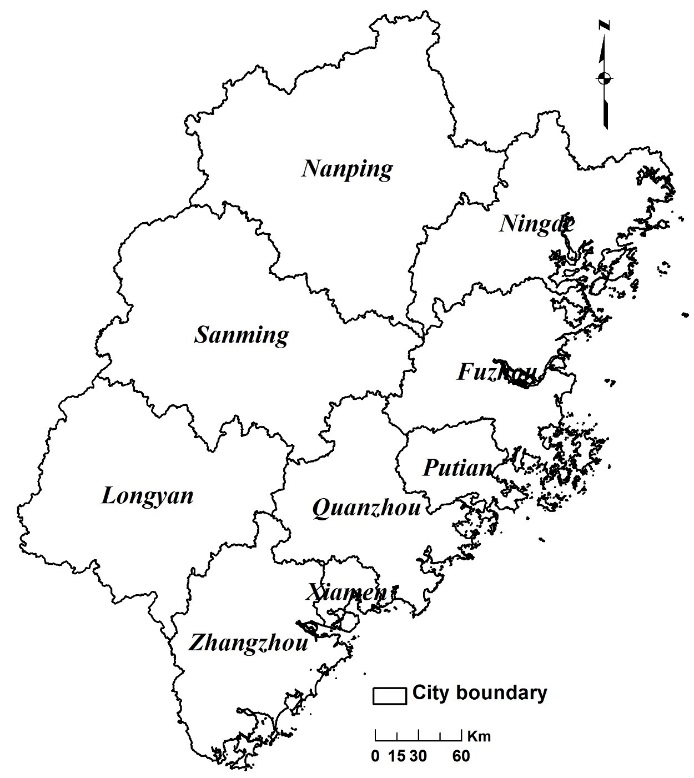 N
Nanping
Ningde
Sanming
Fuzhou
Putian
Longyan
Quanzhou
Xiamen
Zhangzhou
City boundary
Km
0 15 30 60